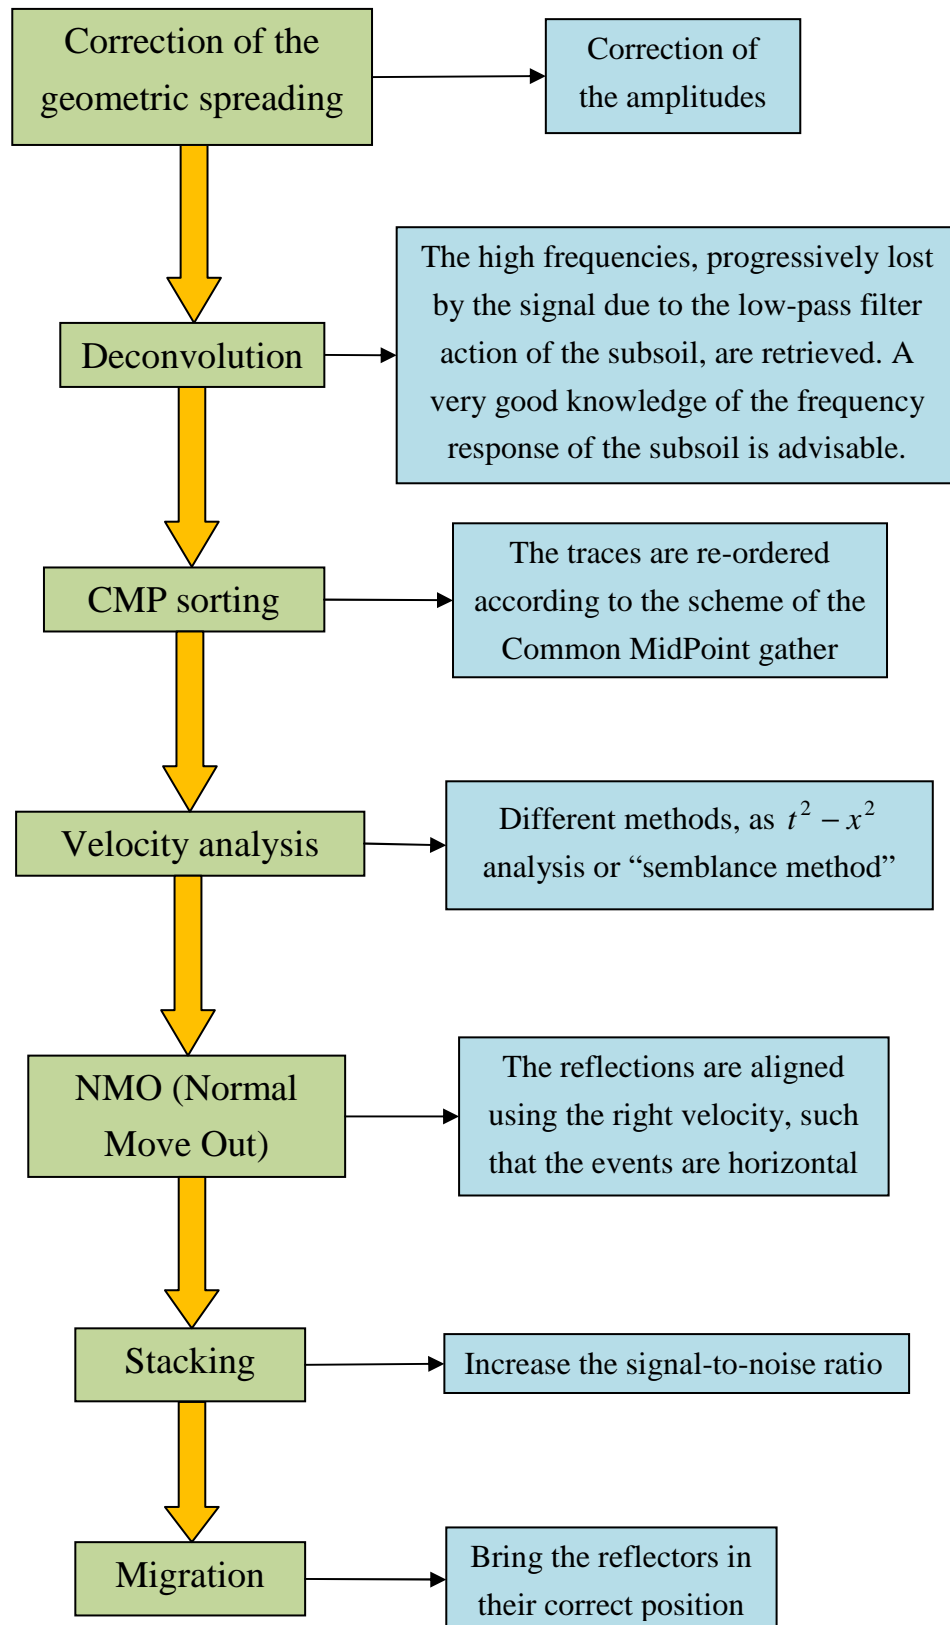 Correction of the
geometric spreading
Correction of
the amplitudes
Deconvolution
The high frequencies, progressively lost
by the signal due to the low-pass filter
action of the subsoil, are retrieved. A
very good knowledge of the frequency
response of the subsoil is advisable.
CMP sorting
The traces are re-ordered
according to the scheme of the
Common MidPoint gather
Velocity analysis
Different methods, as t² − x²
analysis or “semblance method”
NMO (Normal
Move Out)
The reflections are aligned
using the right velocity, such
that the events are horizontal
Stacking
Increase the signal-to-noise ratio
Migration
Bring the reflectors in
their correct position